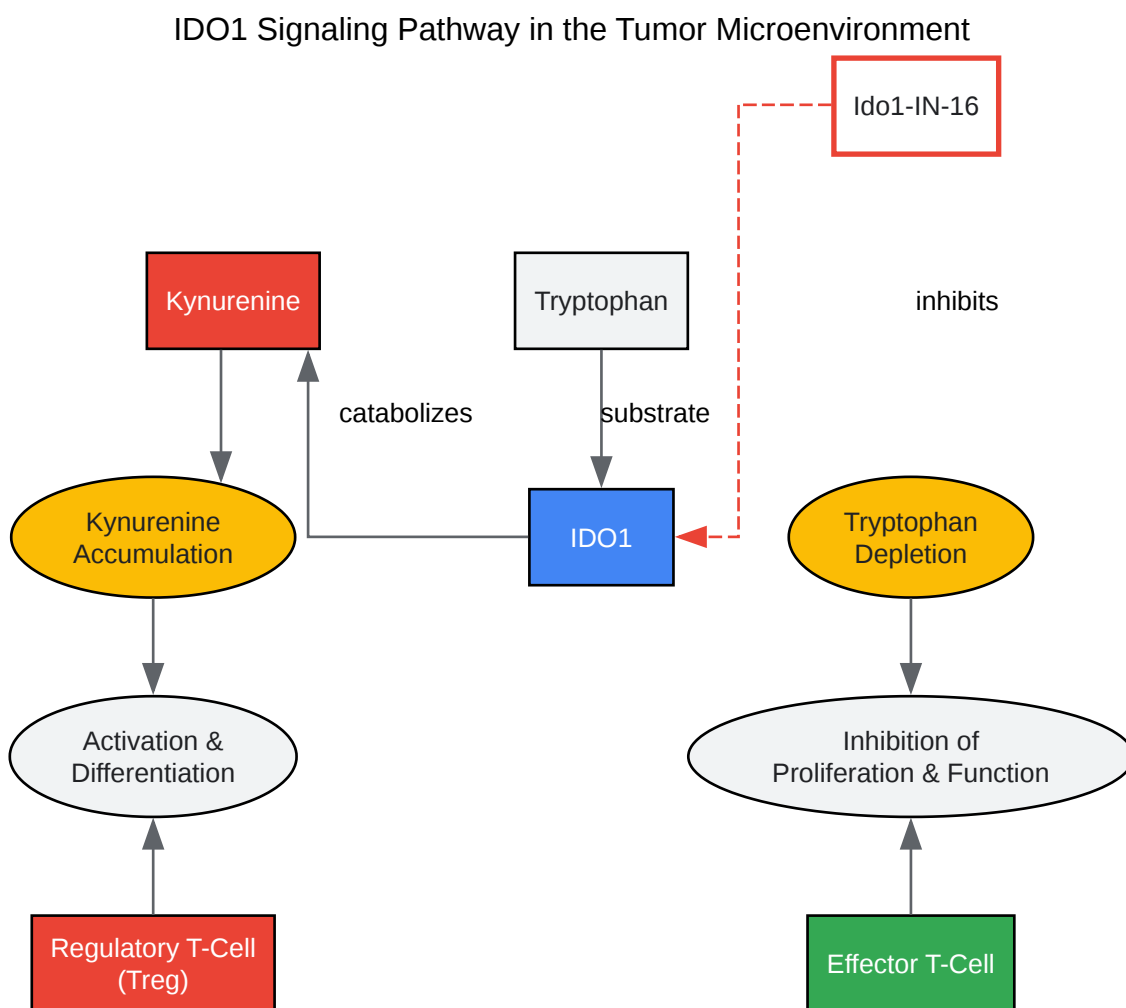 IDO1 Signaling Pathway in the Tumor Microenvironment
Ido1-IN-16
Kynurenine
Tryptophan
inhibits
catabolizes
substrate
Kynurenine
Accumulation
IDO1
Tryptophan
Depletion
Activation &
Differentiation
Inhibition of
Proliferation & Function
Regulatory T-Cell
(Treg)
Effector T-Cell